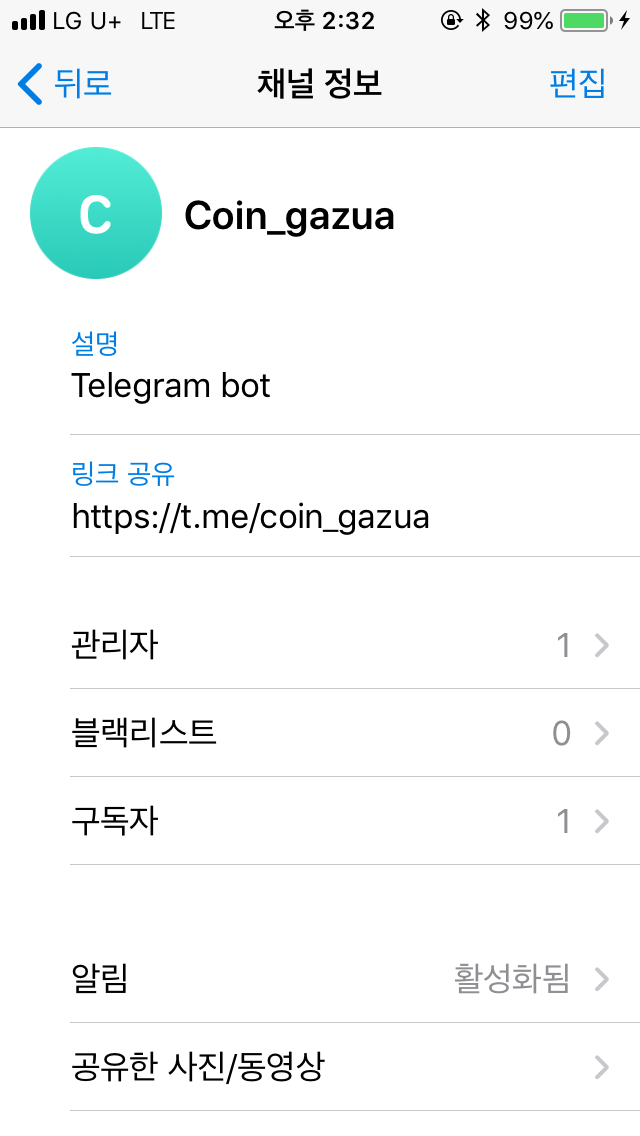 LG U+ LTE 오후 2:32 99%
뒤로 채널 정보 편집
C Coin_gazua
설명
Telegram bot
링크 공유
https://t.me/coin_gazua
관리자 1
블랙리스트 0
구독자 1
알림 활성화됨
공유한 사진/동영상